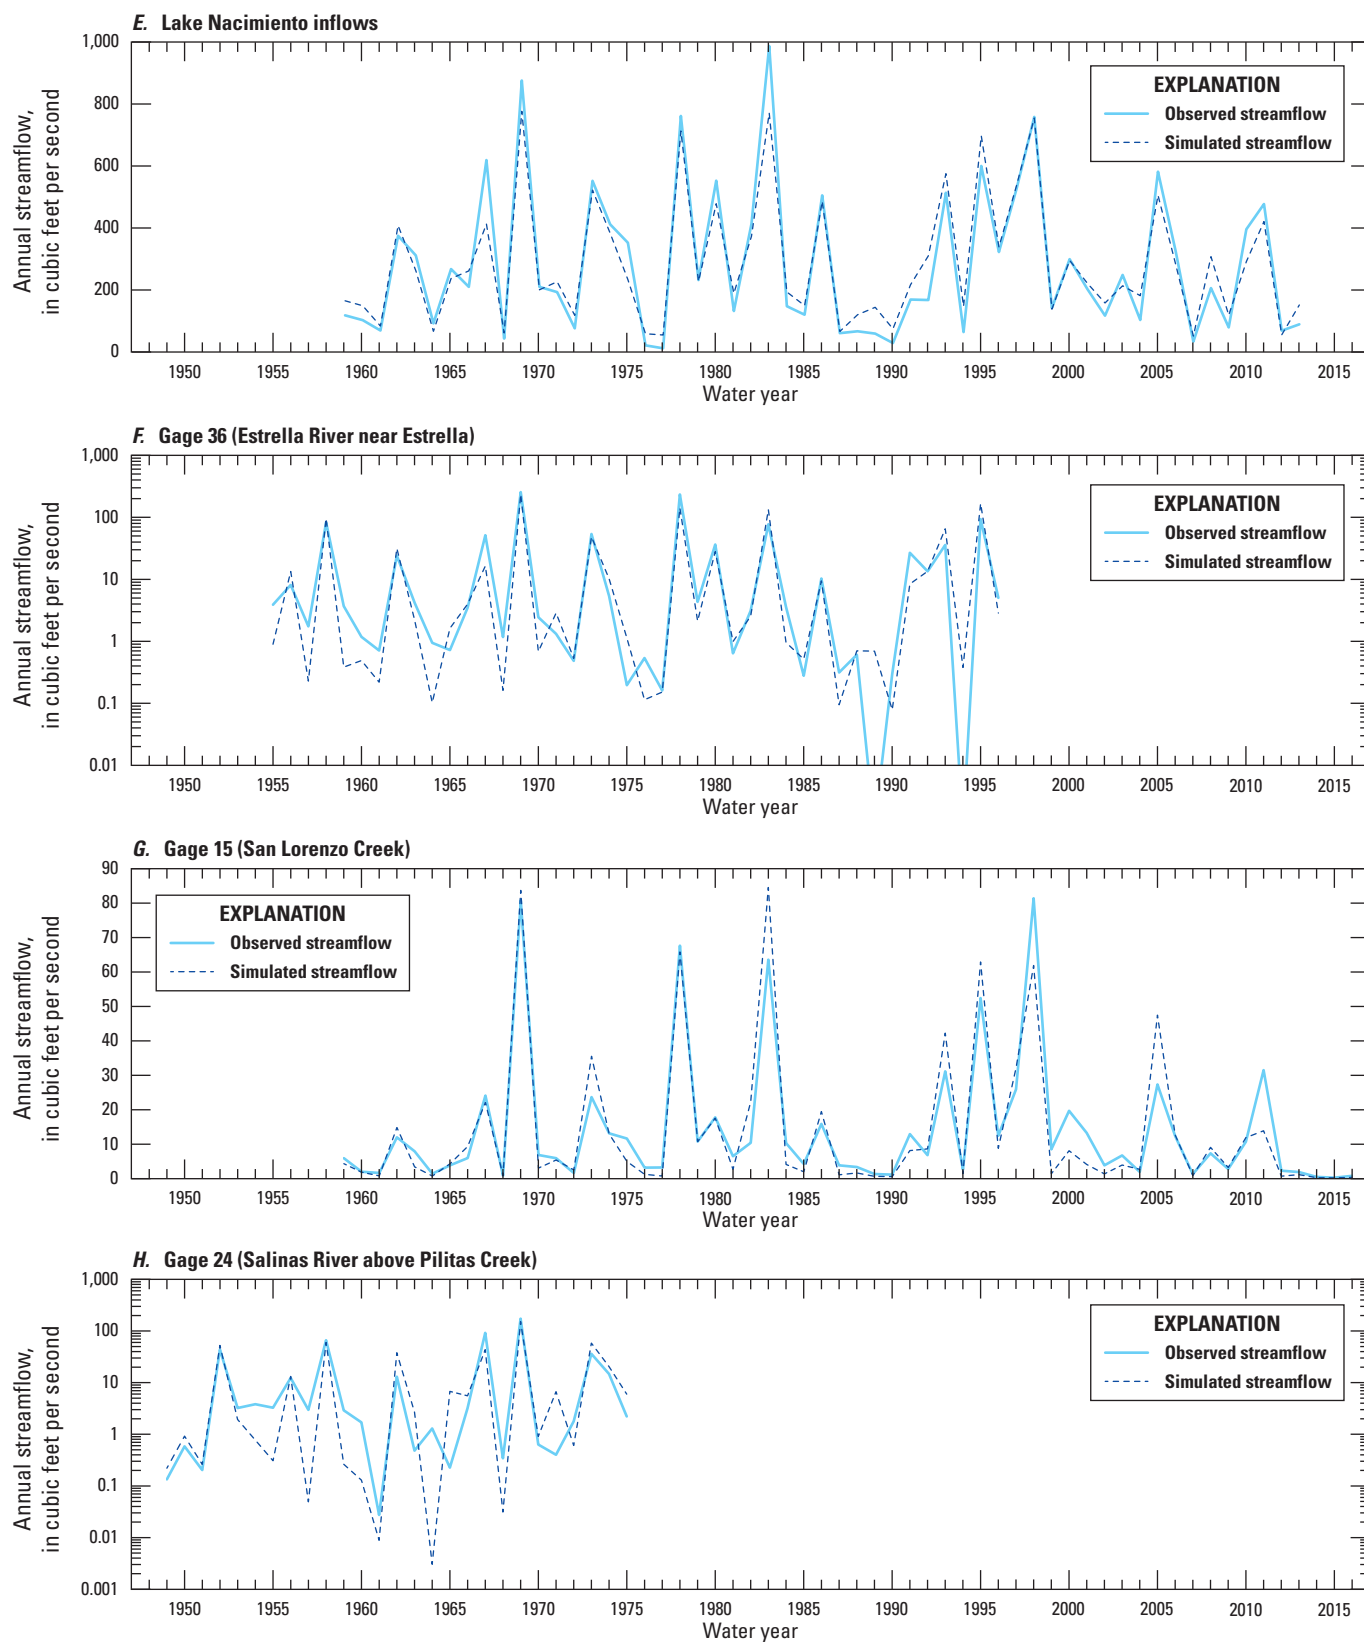 E. Lake Nacimiento inflows
Annual streamflow,
in cubic feet per second
1,000
800
600
400
200
0
EXPLANATION
Observed streamflow
Simulated streamflow
1950 1955 1960 1965 1970 1975 1980 1985 1990 1995 2000 2005 2010 2015
Water year
F. Gage 36 (Estrella River near Estrella)
Annual streamflow,
in cubic feet per second
1,000
100
10
1
0.1
0.01
EXPLANATION
Observed streamflow
Simulated streamflow
1950 1955 1960 1965 1970 1975 1980 1985 1990 1995 2000 2005 2010 2015
Water year
G. Gage 15 (San Lorenzo Creek)
Annual streamflow,
in cubic feet per second
90
80
70
60
50
40
30
20
10
0
EXPLANATION
Observed streamflow
Simulated streamflow
1950 1955 1960 1965 1970 1975 1980 1985 1990 1995 2000 2005 2010 2015
Water year
H. Gage 24 (Salinas River above Pilitas Creek)
Annual streamflow,
in cubic feet per second
1,000
100
10
1
0.1
0.01
0.001
EXPLANATION
Observed streamflow
Simulated streamflow
1950 1955 1960 1965 1970 1975 1980 1985 1990 1995 2000 2005 2010 2015
Water year